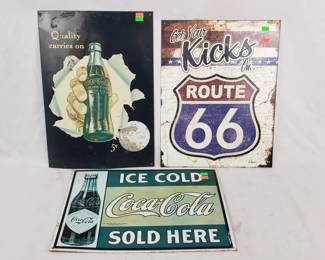 Quality
carries on
5¢
Get Your
Kicks
On
ROUTE
66
ICE COLD
Coca-Cola
SOLD HERE